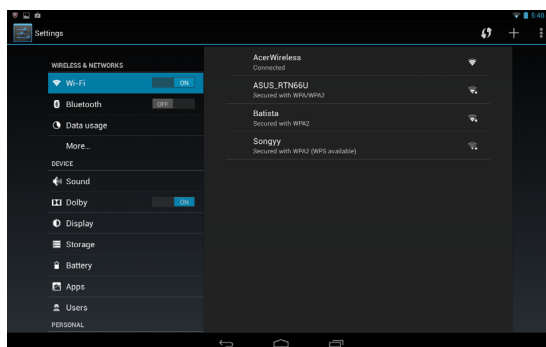 5:40
Settings
WIRELESS & NETWORKS
Wi-Fi ON
Bluetooth OFF
Data usage
More...
DEVICE
Sound
Dolby ON
Display
Storage
Battery
Apps
Users
PERSONAL
AcerWireless
Connected
ASUS_RTN66U
Secured with WPA/WPA2
Batista
Secured with WPA2
Songyy
Secured with WPA2 (WPS available)